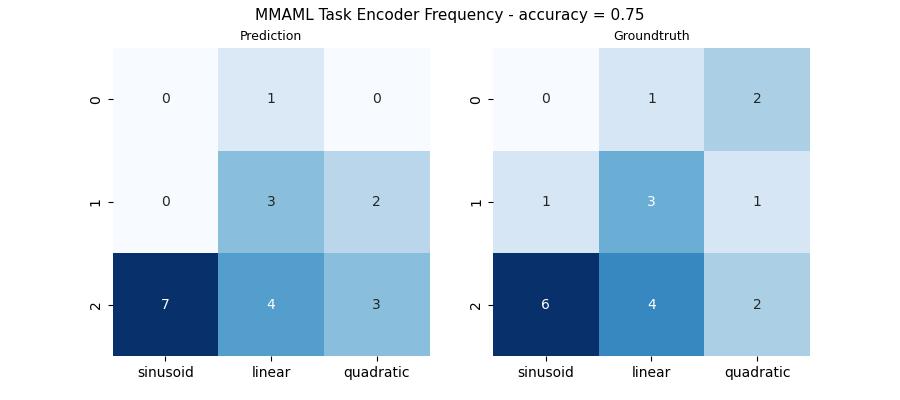 MMAML Task Encoder Frequency - accuracy = 0.75
Prediction
Groundtruth
0
0 1 0
0
0 1 2
1
0 3 2
1
1 3 1
2
7 4 3
2
6 4 2
sinusoid linear quadratic
sinusoid linear quadratic